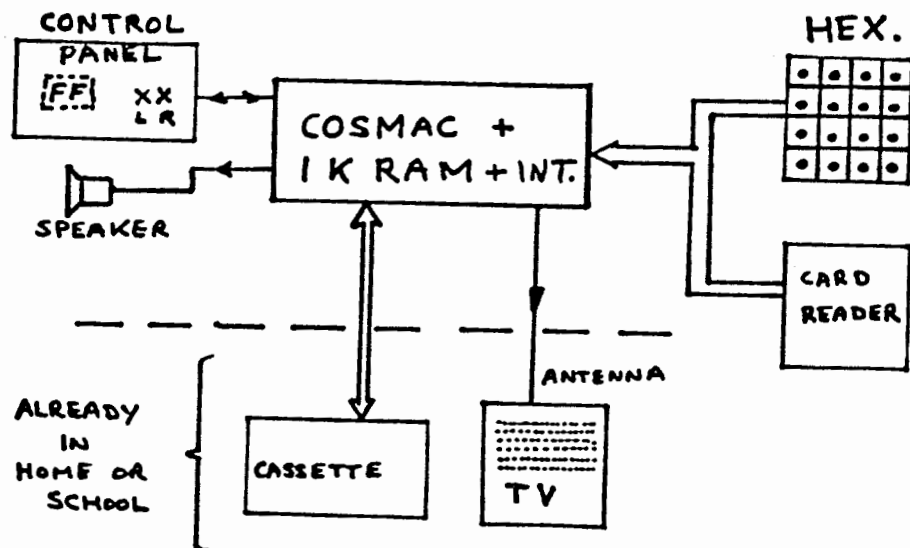 CONTROL
PANEL
FF XX
L R
SPEAKER
COSMAC +
1K RAM + INT.
HEX.
CARD
READER
ANTENNA
ALREADY
IN
HOME OR
SCHOOL
CASSETTE
TV